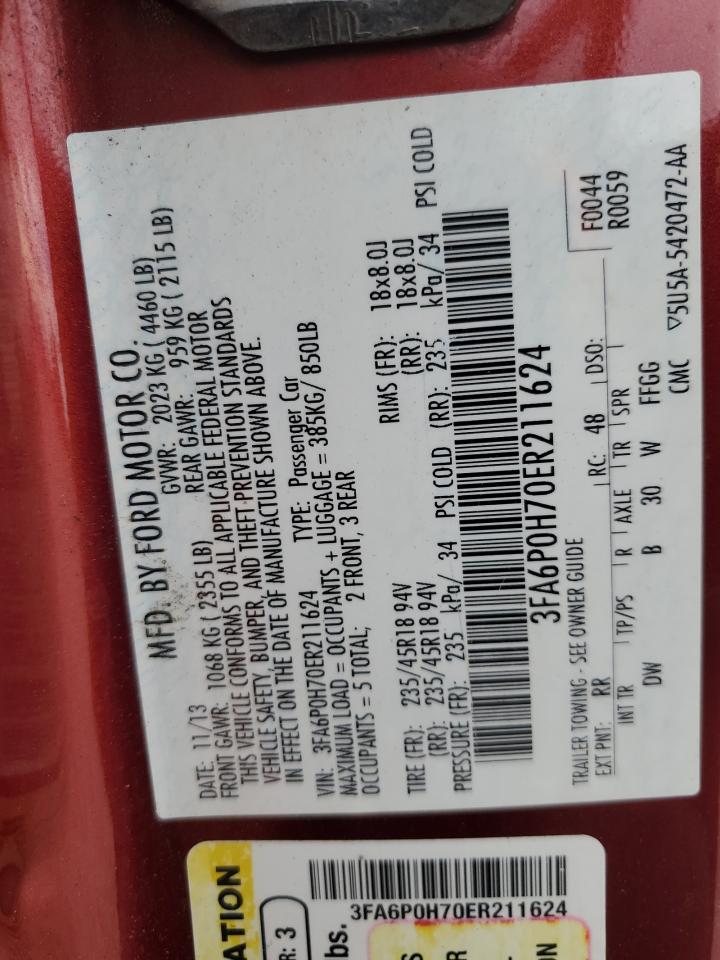 MFD. BY FORD MOTOR CO.
DATE: 11/13 GVWR: 2023 KG ( 4460 LB)
FRONT GAWR: 1068 KG ( 2355 LB) REAR GAWR: 959 KG ( 2115 LB)
THIS VEHICLE CONFORMS TO ALL APPLICABLE FEDERAL MOTOR
VEHICLE SAFETY, BUMPER, AND THEFT PREVENTION STANDARDS
IN EFFECT ON THE DATE OF MANUFACTURE SHOWN ABOVE.
VIN: 3FA6P0H70ER211624 TYPE: Passenger Car
MAXIMUM LOAD = OCCUPANTS + LUGGAGE = 385KG/ 850LB
OCCUPANTS = 5 TOTAL; 2 FRONT, 3 REAR
TIRE (FR): 235/45R18 94V RIMS (FR): 18x8.0J
(RR): 235/45R18 94V (RR): 18x8.0J
PRESSURE (FR): 235 kPa/ 34 PSI COLD (RR): 235 kPa/ 34 PSI COLD
3FA6P0H70ER211624
TRAILER TOWING - SEE OWNER GUIDE
F0044
EXT PNT: RR RC: 48 DSO: R0059
INT TR TP/PS R AXLE TR SPR
DW B 30 W FFGG
CMC ▽5U5A-5420472-AA
ATION
R: 3
lbs.
3FA6P0H70ER211624
S
R
ON